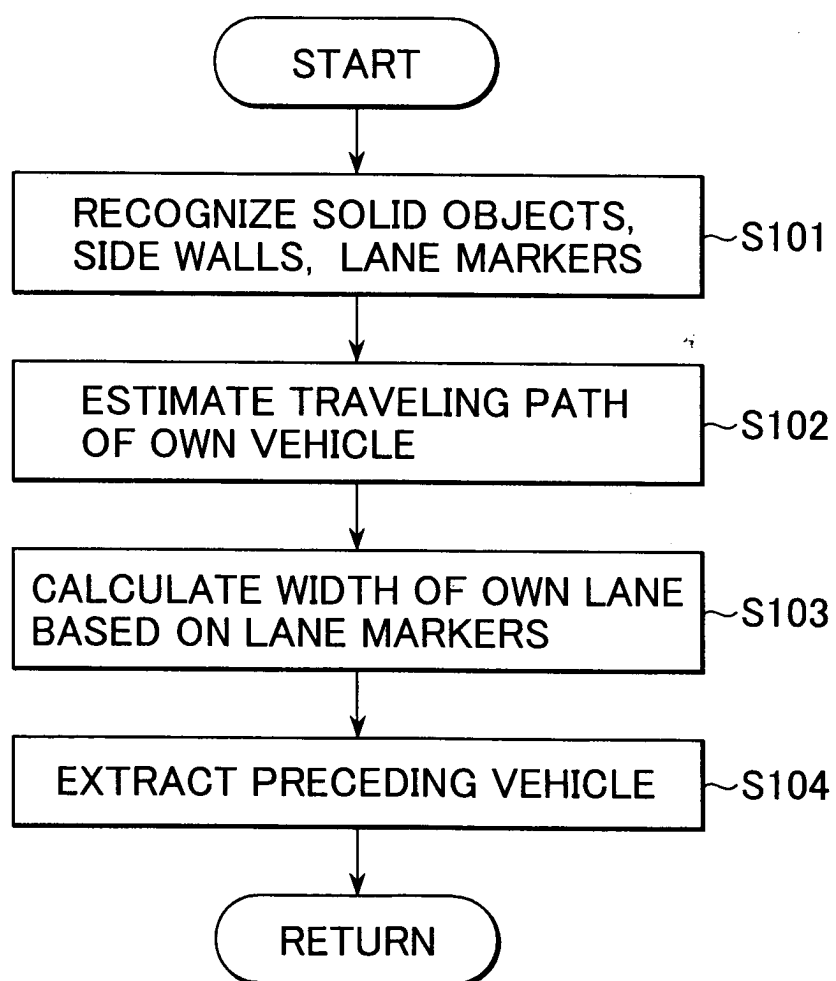 START
RECOGNIZE SOLID OBJECTS,
SIDE WALLS, LANE MARKERS
S101
ESTIMATE TRAVELING PATH
OF OWN VEHICLE
S102
CALCULATE WIDTH OF OWN LANE
BASED ON LANE MARKERS
S103
EXTRACT PRECEDING VEHICLE
S104
RETURN